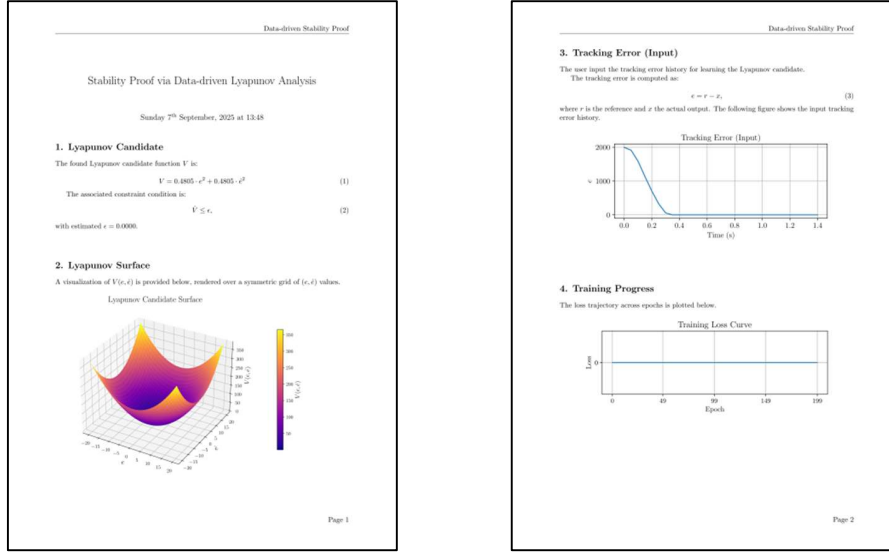 Data-driven Stability Proof
Stability Proof via Data-driven Lyapunov Analysis
Sunday 7th September, 2025 at 13:48
1. Lyapunov Candidate
The found Lyapunov candidate function V is:
V = 0.4805 · e² + 0.4805 · ė² (1)
The associated constraint condition is:
V̇ ≤ ϵ, (2)
with estimated ϵ = 0.0000.
2. Lyapunov Surface
A visualization of V(e, ė) is provided below, rendered over a symmetric grid of (e, ė) values.
Lyapunov Candidate Surface
Page 1
Data-driven Stability Proof
3. Tracking Error (Input)
The user input the tracking error history for learning the Lyapunov candidate.
The tracking error is computed as:
e = r − x, (3)
where r is the reference and x the actual output. The following figure shows the input tracking
error history.
Tracking Error (Input)
2000
e 1000
0
0.0 0.2 0.4 0.6 0.8 1.0 1.2 1.4
Time (s)
4. Training Progress
The loss trajectory across epochs is plotted below.
Training Loss Curve
Loss
0
0 49 99 149 199
Epoch
Page 2